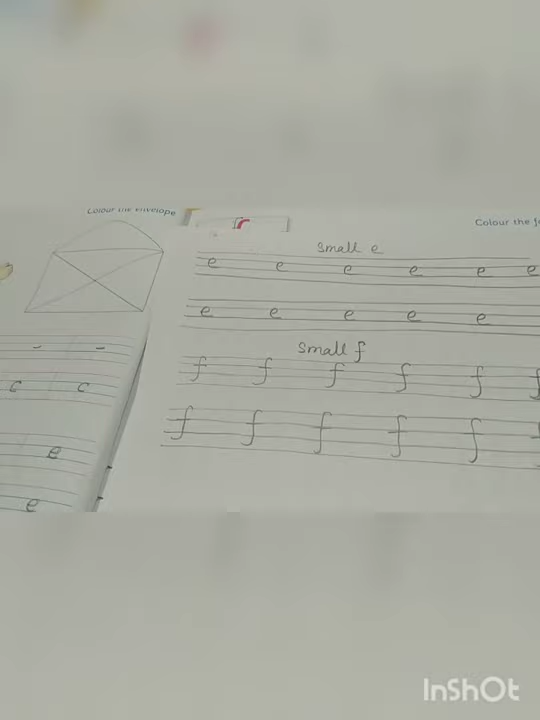 Colour the envelope
Colour the
small e
e e e e e e
e e e e e
small f
f f f f f f
f f f f f
c c
e
e
InShOt